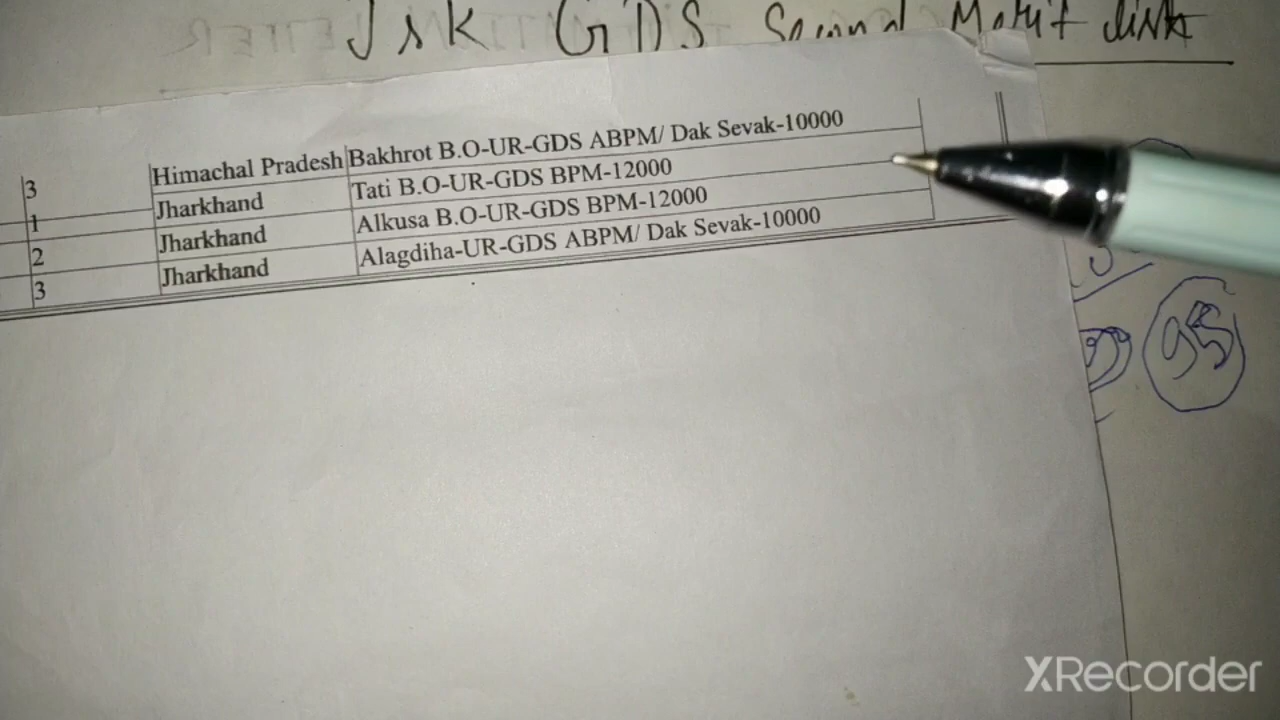 Jsk GDS Second Merit list
3 Himachal Pradesh Bakhrot B.O-UR-GDS ABPM/ Dak Sevak-10000
1 Jharkhand Tati B.O-UR-GDS BPM-12000
2 Jharkhand Alkusa B.O-UR-GDS BPM-12000
3 Jharkhand Alagdiha-UR-GDS ABPM/ Dak Sevak-10000
95
XRecorder